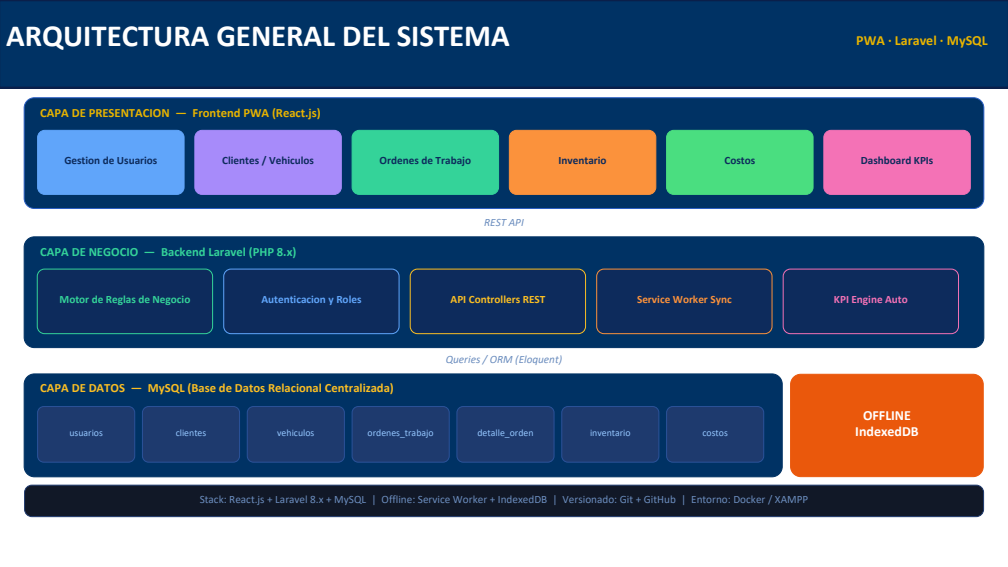 ARQUITECTURA GENERAL DEL SISTEMA
PWA · Laravel · MySQL
CAPA DE PRESENTACION — Frontend PWA (React.js)
Gestion de Usuarios
Clientes / Vehiculos
Ordenes de Trabajo
Inventario
Costos
Dashboard KPIs
REST API
CAPA DE NEGOCIO — Backend Laravel (PHP 8.x)
Motor de Reglas de Negocio
Autenticacion y Roles
API Controllers REST
Service Worker Sync
KPI Engine Auto
Queries / ORM (Eloquent)
CAPA DE DATOS — MySQL (Base de Datos Relacional Centralizada)
usuarios
clientes
vehiculos
ordenes_trabajo
detalle_orden
inventario
costos
OFFLINE
IndexedDB
Stack: React.js + Laravel 8.x + MySQL | Offline: Service Worker + IndexedDB | Versionado: Git + GitHub | Entorno: Docker / XAMPP